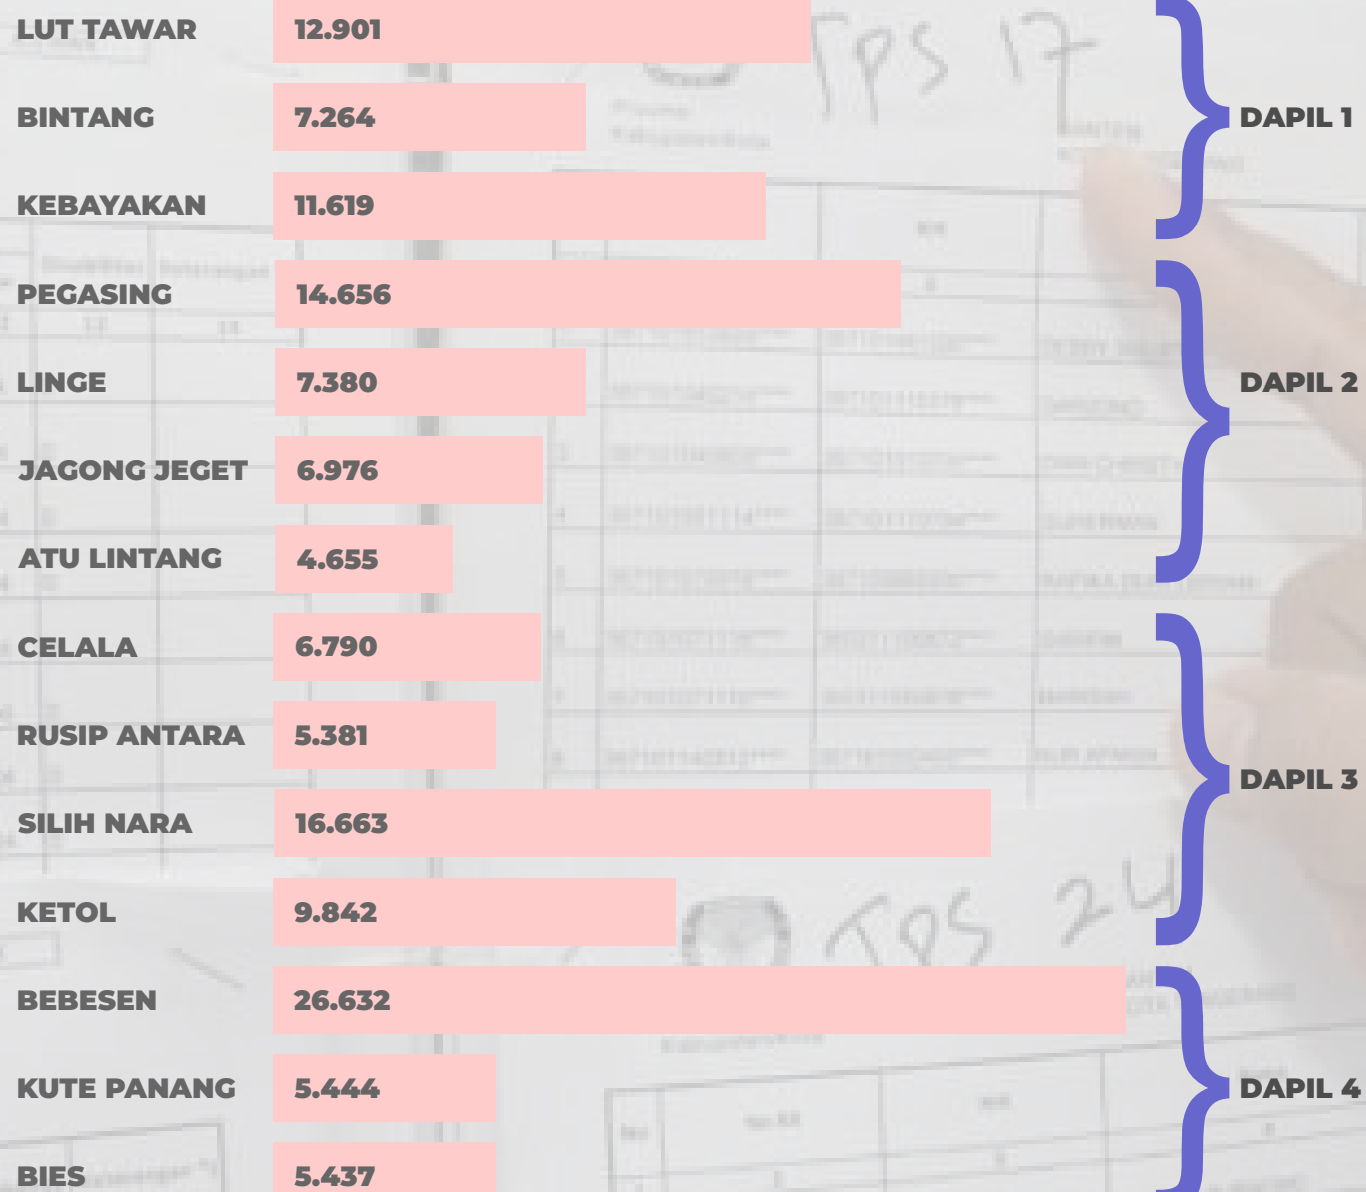 LUT TAWAR 12.901
BINTANG 7.264 DAPIL 1
KEBAYAKAN 11.619
PEGASING 14.656
LINGE 7.380 DAPIL 2
JAGONG JEGET 6.976
ATU LINTANG 4.655
CELALA 6.790
RUSIP ANTARA 5.381
SILIH NARA 16.663 DAPIL 3
KETOL 9.842
BEBESEN 26.632
KUTE PANANG 5.444 DAPIL 4
BIES 5.437
TPS 17
TPS 24